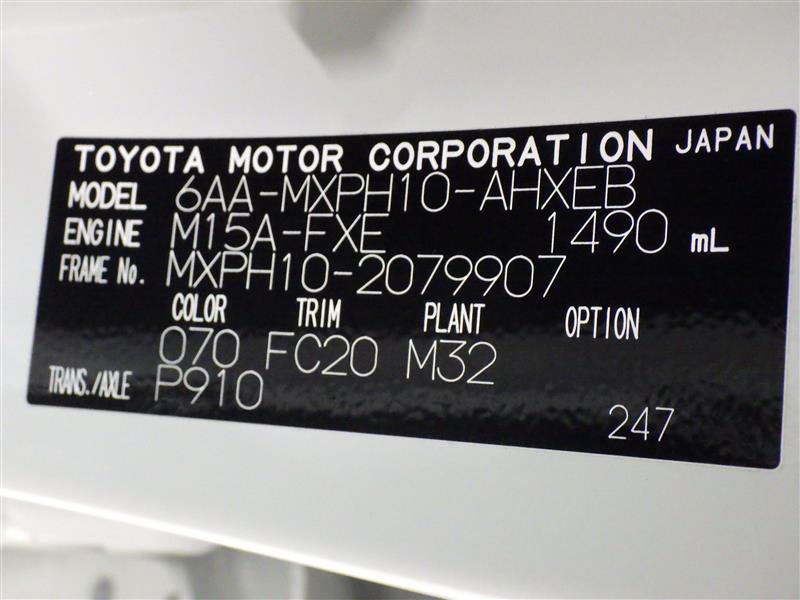 TOYOTA MOTOR CORPORATION JAPAN
MODEL 6AA-MXPH10-AHXEB
ENGINE M15A-FXE 1490 mL
FRAME No. MXPH10-2079907
COLOR TRIM PLANT OPTION
070 FC20 M32
TRANS./AXLE P910
247